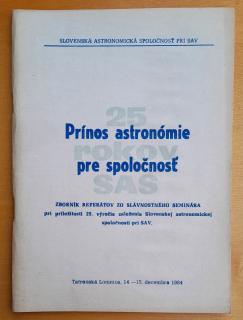 SLOVENSKÁ ASTRONOMICKÁ SPOLOČNOSŤ PRI SAV
25
rokov
SAS
Prínos astronómie
pre spoločnosť
ZBORNÍK REFERÁTOV ZO SLÁVNOSTNÉHO SEMINÁRA
pri príležitosti 25. výročia založenia Slovenskej astronomickej
spoločnosti pri SAV.
Tatranská Lomnica, 14.—15. decembra 1984